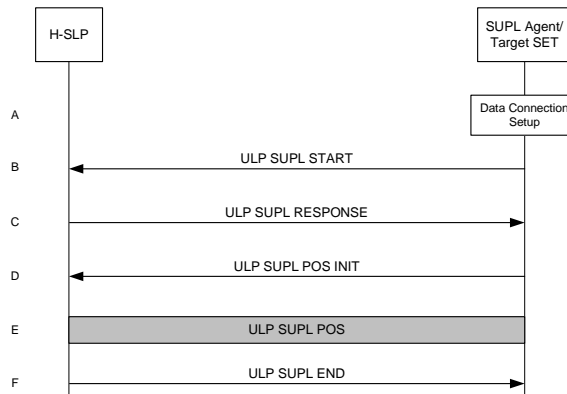 H-SLP
SUPL Agent/
Target SET
A
Data Connection
Setup
B
ULP SUPL START
C
ULP SUPL RESPONSE
D
ULP SUPL POS INIT
E
ULP SUPL POS
F
ULP SUPL END